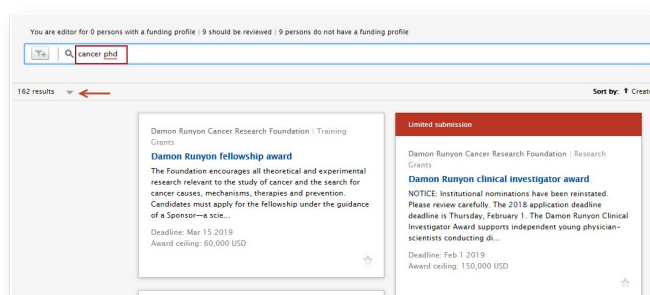 You are editor for 0 persons with a funding profile | 9 should be reviewed | 9 persons do not have a funding profile
cancer phd
162 results
Sort by: ↑ Create
Damon Runyon Cancer Research Foundation | Training
Grants
Damon Runyon fellowship award
The Foundation encourages all theoretical and experimental
research relevant to the study of cancer and the search for
cancer causes, mechanisms, therapies and prevention.
Candidates must apply for the fellowship under the guidance
of a Sponsor—a scie...
Deadline: Mar 15 2019
Award ceiling: 60,000 USD
Limited submission
Damon Runyon Cancer Research Foundation | Research
Grants
Damon Runyon clinical investigator award
NOTICE: Institutional nominations have been reinstated.
Please review carefully. The 2018 application deadline
deadline is Thursday, February 1. The Damon Runyon Clinical
Investigator Award supports independent young physician-
scientists conducting di...
Deadline: Feb 1 2019
Award ceiling: 150,000 USD